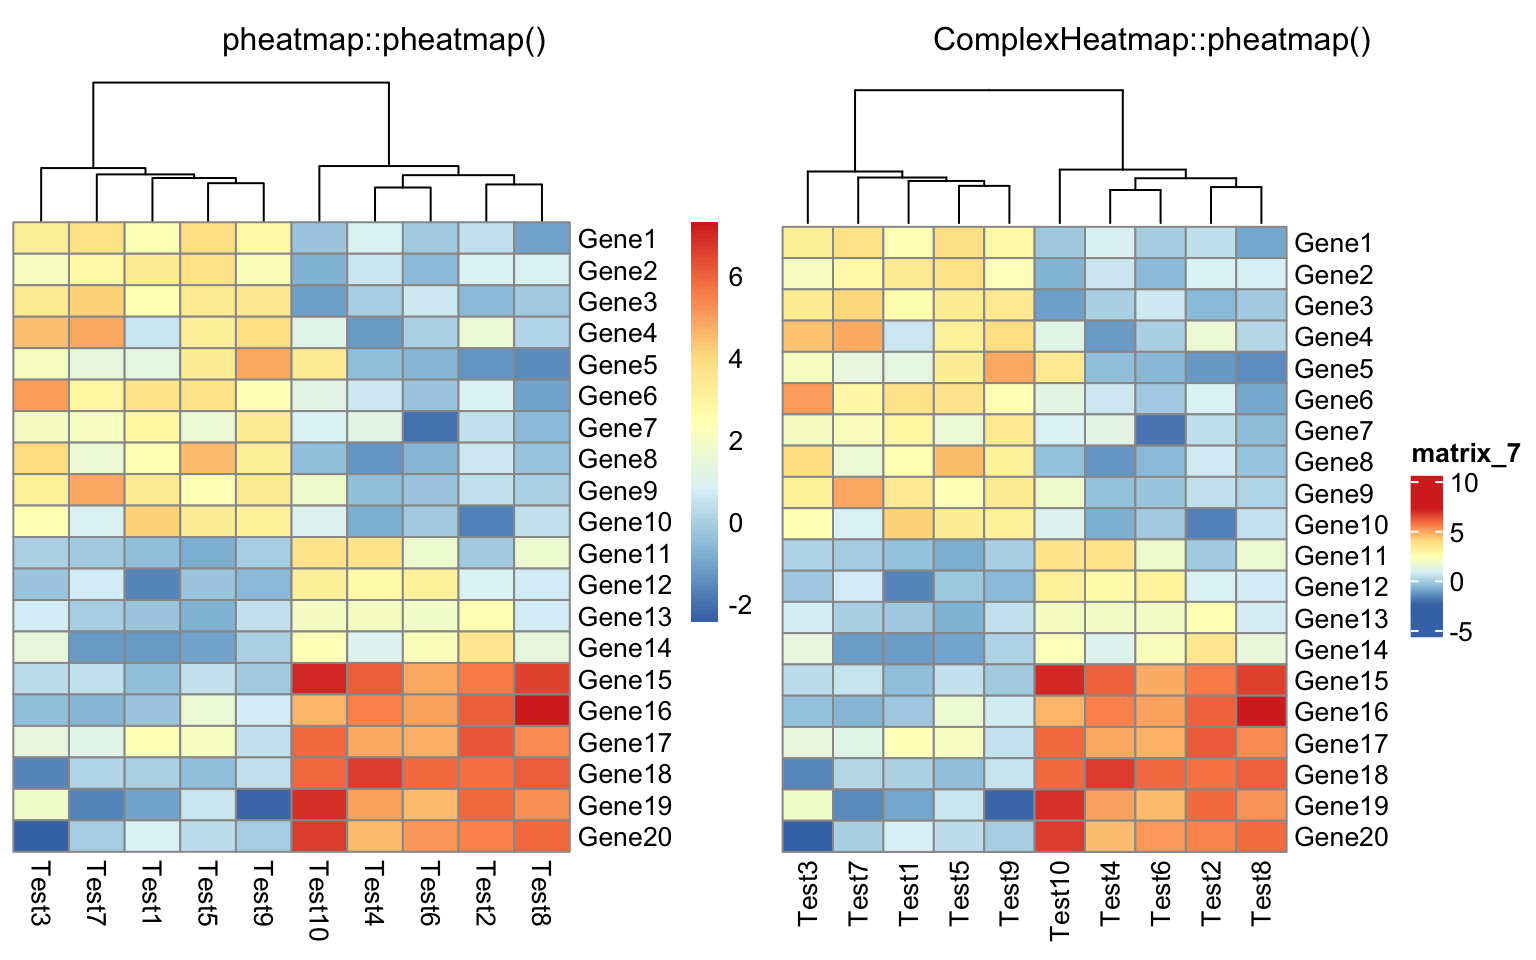 pheatmap::pheatmap()
Gene1
Gene2
Gene3
Gene4
Gene5
Gene6
Gene7
Gene8
Gene9
Gene10
Gene11
Gene12
Gene13
Gene14
Gene15
Gene16
Gene17
Gene18
Gene19
Gene20
Test3
Test7
Test1
Test5
Test9
Test10
Test4
Test6
Test2
Test8
6
4
2
0
-2
ComplexHeatmap::pheatmap()
Gene1
Gene2
Gene3
Gene4
Gene5
Gene6
Gene7
Gene8
Gene9
Gene10
Gene11
Gene12
Gene13
Gene14
Gene15
Gene16
Gene17
Gene18
Gene19
Gene20
Test3
Test7
Test1
Test5
Test9
Test10
Test4
Test6
Test2
Test8
matrix_7
10
5
0
-5